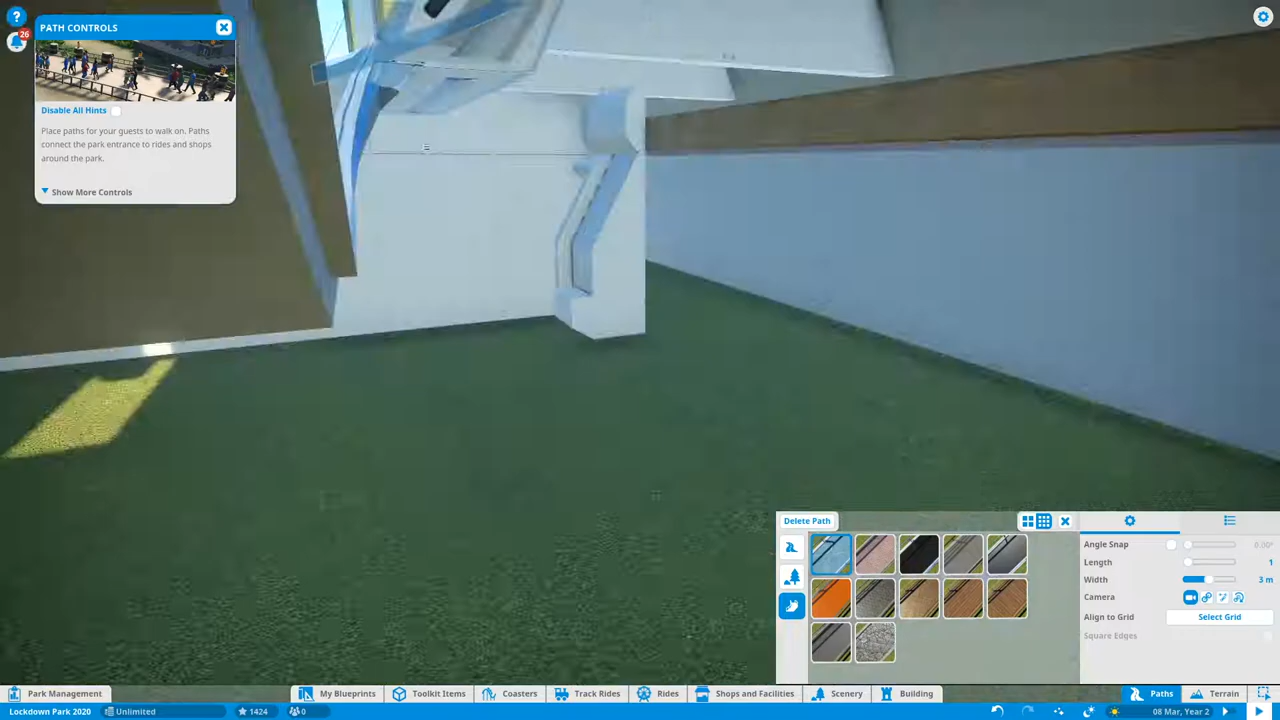 ?
26
PATH CONTROLS
Disable All Hints
Place paths for your guests to walk on. Paths
connect the park entrance to rides and shops
around the park.
Show More Controls
Delete Path
Angle Snap
0.00°
Length
1
Width
3 m
Camera
Align to Grid
Select Grid
Square Edges
Park Management
My Blueprints
Toolkit Items
Coasters
Track Rides
Rides
Shops and Facilities
Scenery
Building
Paths
Terrain
Lockdown Park 2020
Unlimited
1424
0
08 Mar, Year 2